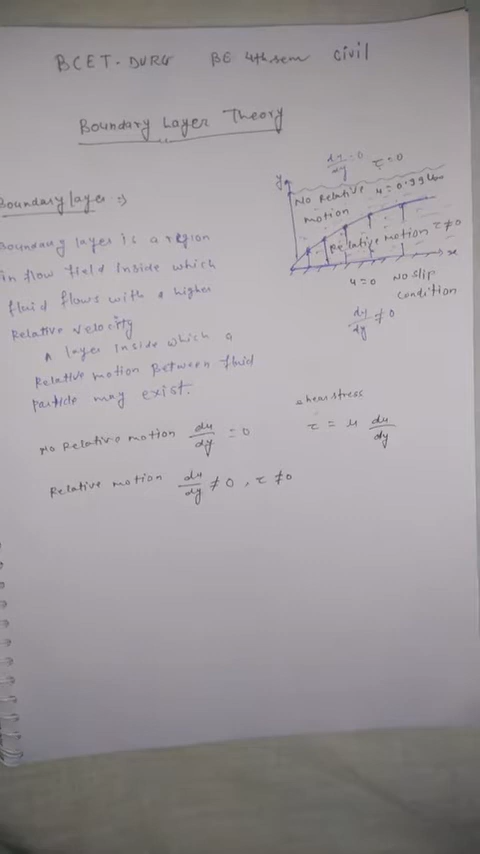 BCET-DURG BE 4th sem civil
Boundary Layer Theory
Boundary layer :-
Boundary layer is a region
in flow field inside which
fluid flows with a higher
Relative velocity
A layer inside which a
Relative motion between fluid
particle may exist.
No Relative motion du/dy = 0
Relative motion du/dy ≠ 0, τ ≠ 0
du/dy = 0 τ = 0
y
No Relative u = 0.99 U∞
motion
Relative motion τ ≠ 0
x
u = 0 No slip
condition
du/dy ≠ 0
shear stress
τ = μ du/dy